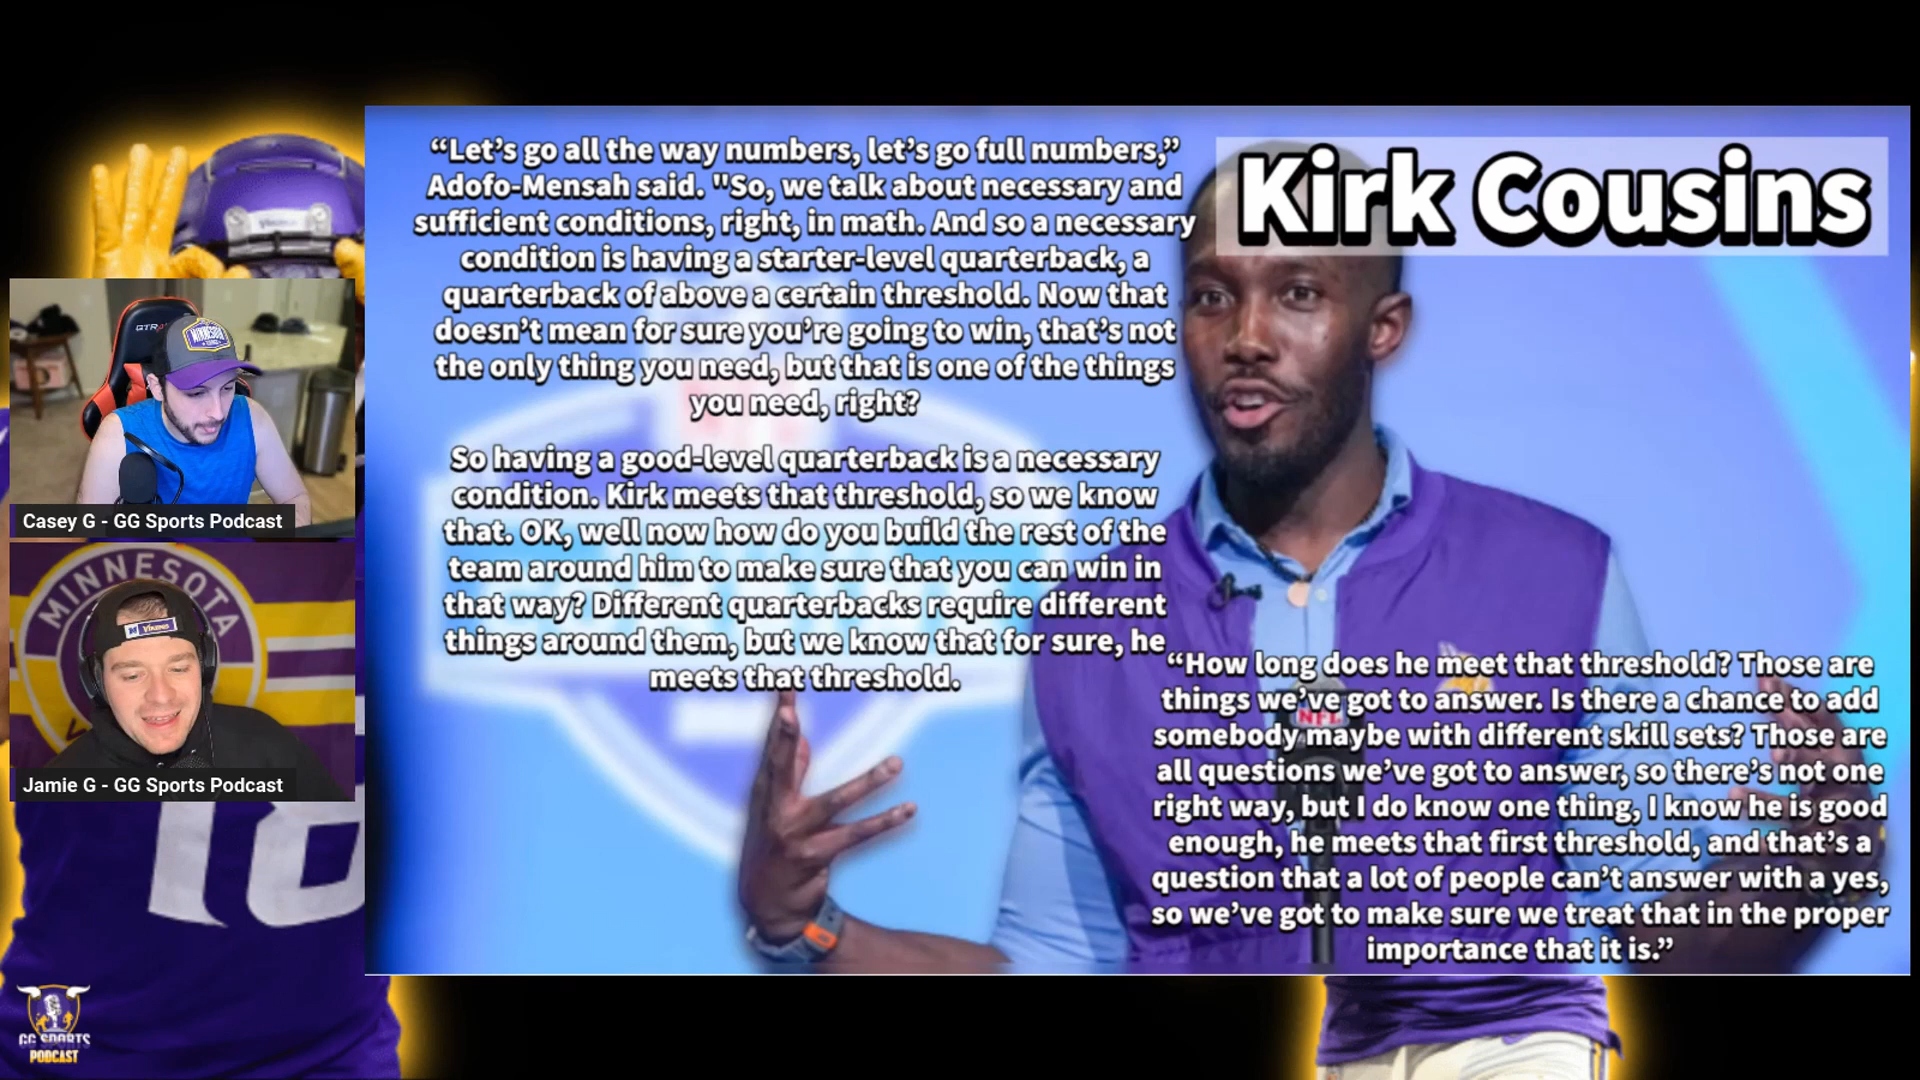 “Let’s go all the way numbers, let’s go full numbers,”
Adofo-Mensah said. "So, we talk about necessary and
sufficient conditions, right, in math. And so a necessary
condition is having a starter-level quarterback, a
quarterback of above a certain threshold. Now that
doesn’t mean for sure you’re going to win, that’s not
the only thing you need, but that is one of the things
you need, right?
So having a good-level quarterback is a necessary
condition. Kirk meets that threshold, so we know
that. OK, well now how do you build the rest of the
team around him to make sure that you can win in
that way? Different quarterbacks require different
things around them, but we know that for sure, he
meets that threshold.
Kirk Cousins
“How long does he meet that threshold? Those are
things we’ve got to answer. Is there a chance to add
somebody maybe with different skill sets? Those are
all questions we’ve got to answer, so there’s not one
right way, but I do know one thing, I know he is good
enough, he meets that first threshold, and that’s a
question that a lot of people can’t answer with a yes,
so we’ve got to make sure we treat that in the proper
importance that it is.”
NFL
MINNESOTA
Casey G - GG Sports Podcast
MINNESOTA
Vikings
Jamie G - GG Sports Podcast
18
GG SPORTS
PODCAST